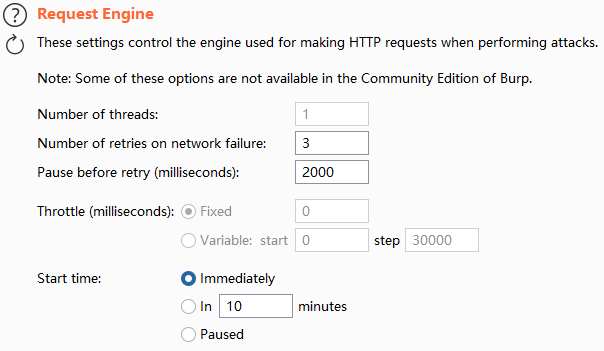 ? Request Engine
These settings control the engine used for making HTTP requests when performing attacks.
Note: Some of these options are not available in the Community Edition of Burp.
Number of threads: 1
Number of retries on network failure: 3
Pause before retry (milliseconds): 2000
Throttle (milliseconds): Fixed 0
Variable: start 0 step 30000
Start time: Immediately
In 10 minutes
Paused